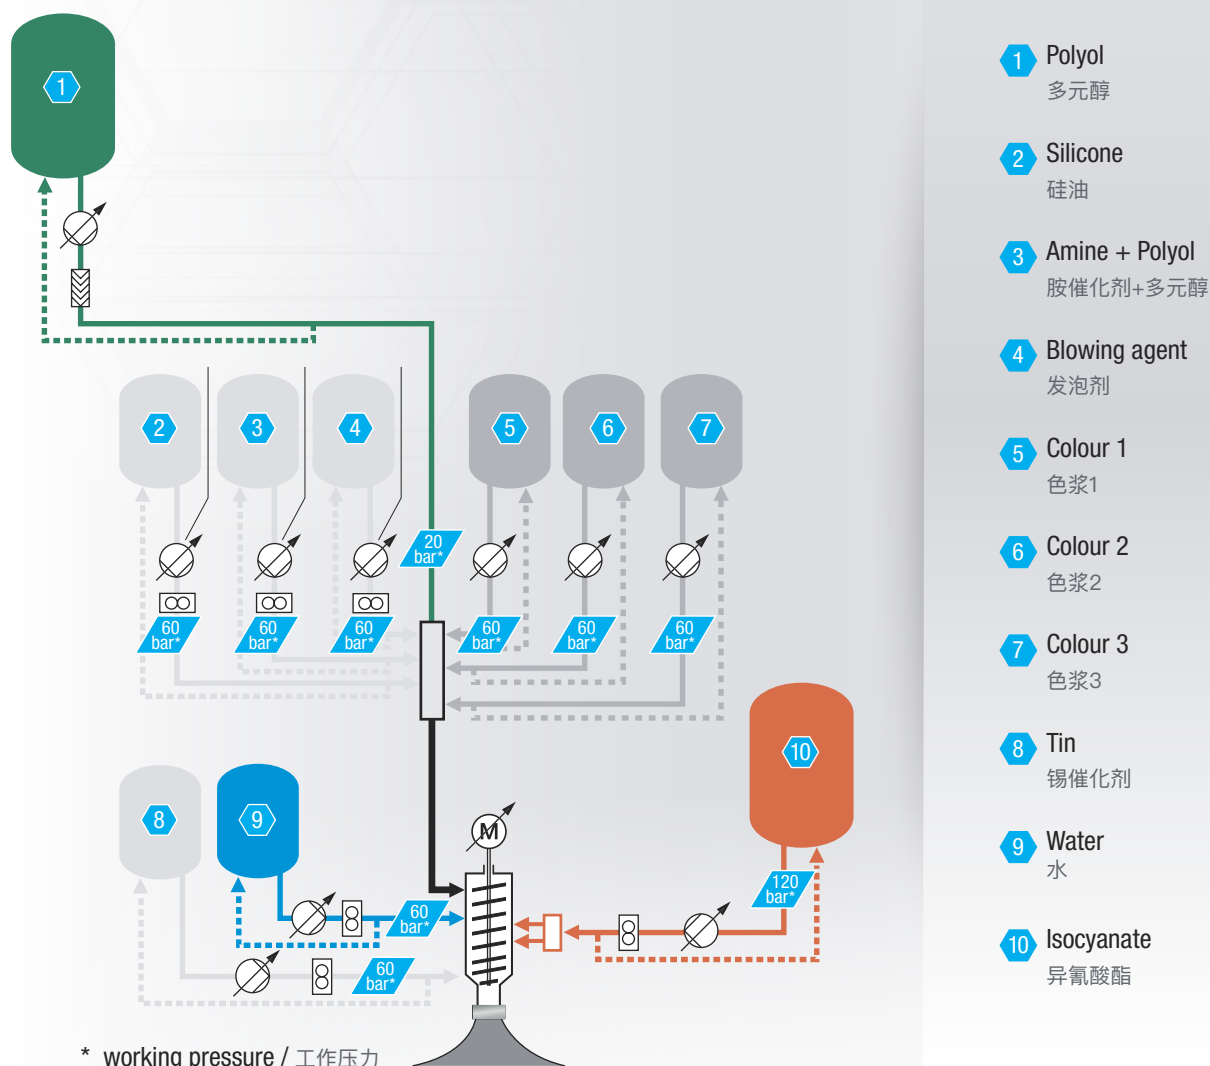 1
2
3
4
5
6
7
20
bar*
60
bar*
60
bar*
60
bar*
60
bar*
60
bar*
60
bar*
10
8
9
M
120
bar*
60
bar*
60
bar*
* working pressure / 工作压力
1 Polyol
多元醇
2 Silicone
硅油
3 Amine + Polyol
胺催化剂+多元醇
4 Blowing agent
发泡剂
5 Colour 1
色浆1
6 Colour 2
色浆2
7 Colour 3
色浆3
8 Tin
锡催化剂
9 Water
水
10 Isocyanate
异氰酸酯